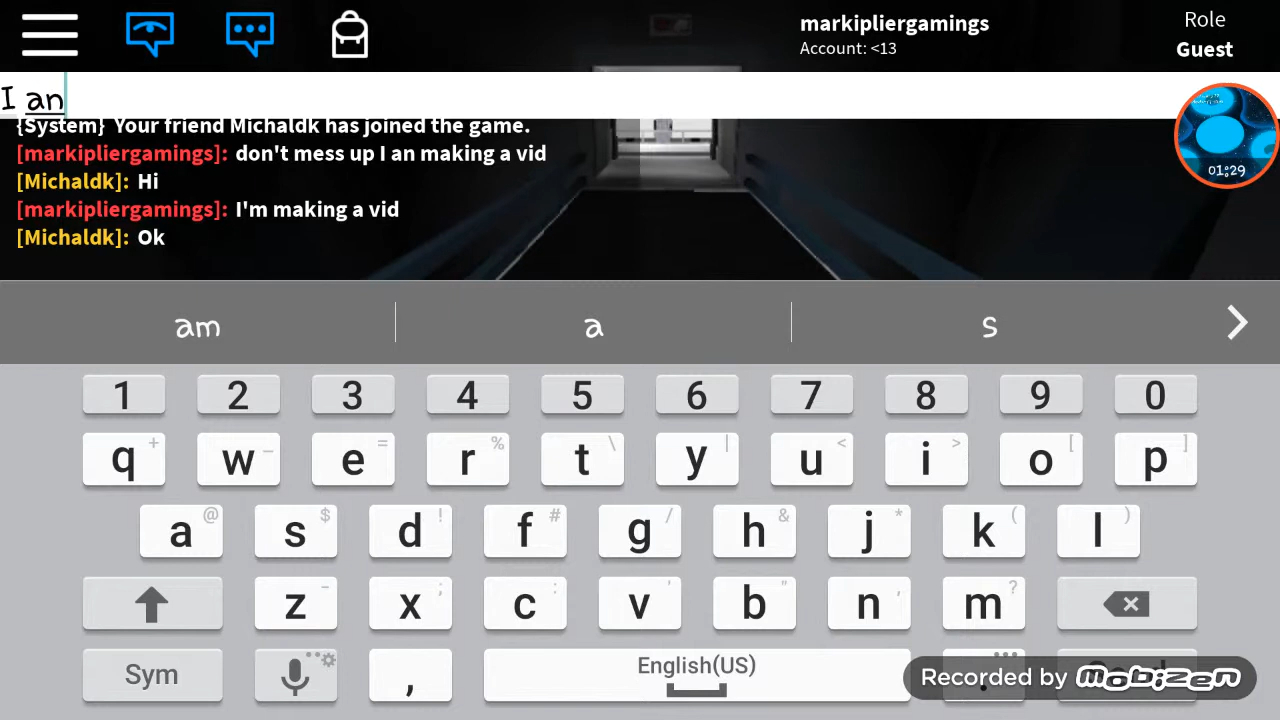 markipliergamings
Account: <13
Role
Guest
I an
{System} Your friend Michaldk has joined the game.
[markipliergamings]: don't mess up I an making a vid
[Michaldk]: Hi
[markipliergamings]: I'm making a vid
[Michaldk]: Ok
01:29
am a s
1 2 3 4 5 6 7 8 9 0
q + w - e = r % t \ y | u < i > o [ p ]
a @ s $ d ! f # g / h & j * k ( l )
z - x ; c : v ' b " n , m ?
Sym , English(US) .
Recorded by mobizen